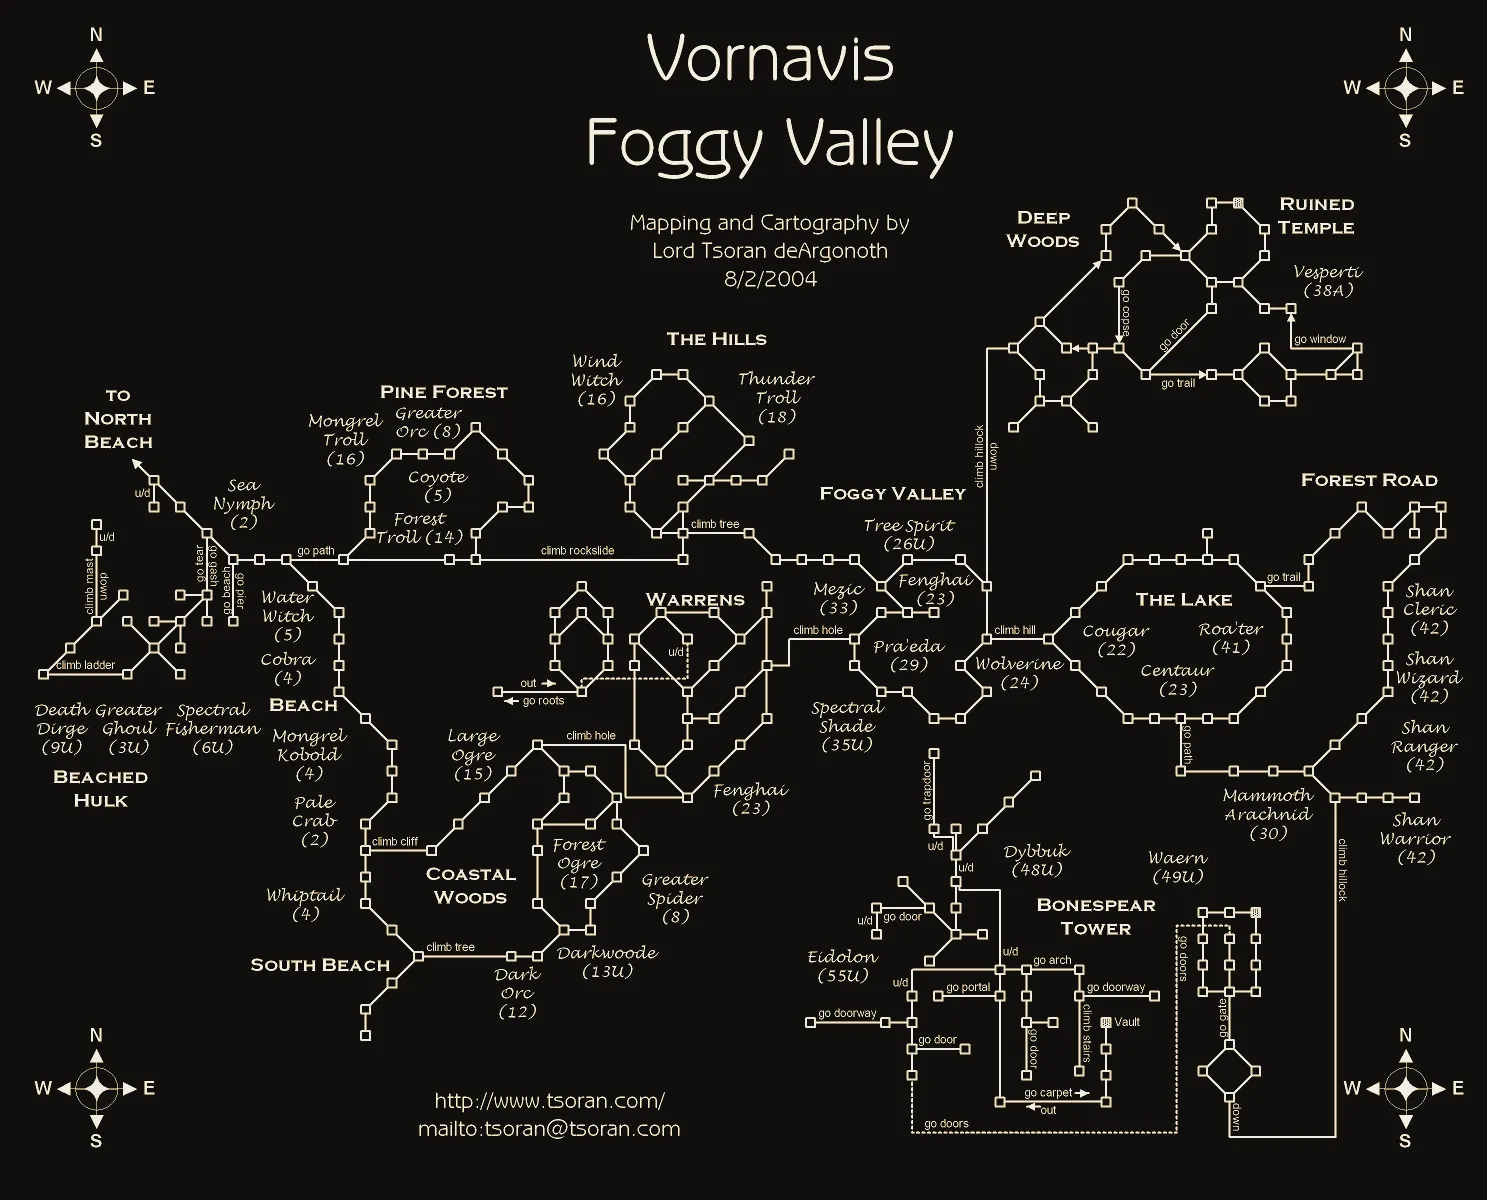 N
W E
S
N
W E
S
Vornavis
Foggy Valley
Mapping and Cartography by
Lord Tsoran deArgonoth
8/2/2004
DEEP
WOODS
RUINED
TEMPLE
Vesperti
(38A)
go copse
go door
go window
go trail
climb hillock
down
THE HILLS
Wind
Witch
(16)
Thunder
Troll
(18)
climb tree
climb rockslide
PINE FOREST
Mongrel
Troll
(16)
Greater
Orc (8)
Coyote
(5)
Forest
Troll (14)
go path
TO
NORTH
BEACH
u/d
Sea
Nymph
(2)
u/d
climb mast
down
go tear
go gash
go beach
go pier
climb ladder
Death
Dirge
(9U)
Greater
Ghoul
(3U)
Spectral
Fisherman
(6U)
BEACHED
HULK
Water
Witch
(5)
Cobra
(4)
BEACH
Mongrel
Kobold
(4)
Pale
Crab
(2)
Whiptail
(4)
climb cliff
SOUTH BEACH
climb tree
Large
Ogre
(15)
climb hole
COASTAL
WOODS
Forest
Ogre
(17)
Greater
Spider
(8)
Darkwoode
(13U)
Dark
Orc
(12)
WARRENS
u/d
out
go roots
Fenghai
(23)
climb hole
FOGGY VALLEY
Tree Spirit
(26U)
Mezic
(33)
Fenghai
(23)
Pra'eda
(29)
Wolverine
(24)
Spectral
Shade
(35U)
climb hill
THE LAKE
Cougar
(22)
Roa'ter
(41)
Centaur
(23)
go trail
go path
FOREST ROAD
Shan
Cleric
(42)
Shan
Wizard
(42)
Shan
Ranger
(42)
Shan
Warrior
(42)
Mammoth
Arachnid
(30)
climb hillock
go trapdoor
u/d
u/d
Dybbuk
(48U)
Waern
(49U)
BONESPEAR
TOWER
u/d
go door
Eidolon
(55U)
u/d
u/d
go arch
go portal
go doorway
go doorway
go door
go door
climb stairs
Vault
go carpet
out
go doors
go doors
go gate
down
N
W E
S
N
W E
S
http://www.tsoran.com/
mailto:tsoran@tsoran.com